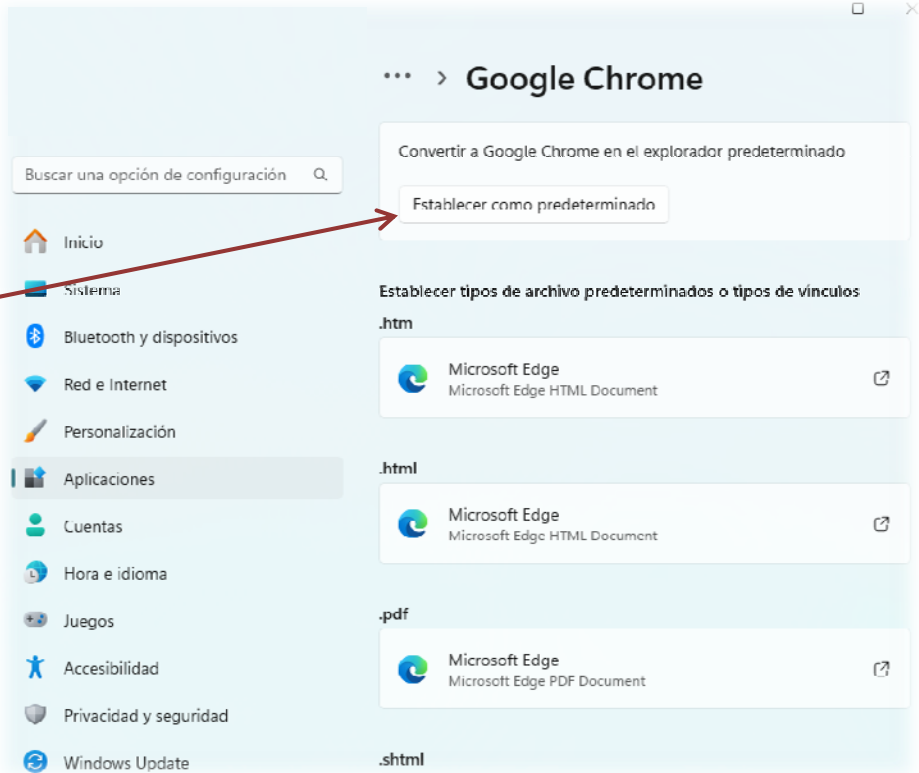 ··· > Google Chrome
Convertir a Google Chrome en el explorador predeterminado
Establecer como predeterminado
Buscar una opción de configuración
Inicio
Sistema
Bluetooth y dispositivos
Red e Internet
Personalización
Aplicaciones
Cuentas
Hora e idioma
Juegos
Accesibilidad
Privacidad y seguridad
Windows Update
Establecer tipos de archivo predeterminados o tipos de vínculos
.htm
Microsoft Edge
Microsoft Edge HTML Document
.html
Microsoft Edge
Microsoft Edge HTML Document
.pdf
Microsoft Edge
Microsoft Edge PDF Document
.shtml